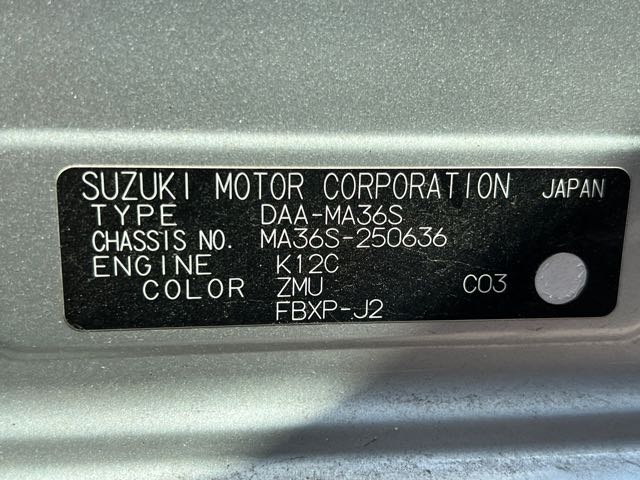 SUZUKI MOTOR CORPORATION JAPAN
TYPE DAA-MA36S
CHASSIS NO. MA36S-250636
ENGINE K12C
COLOR ZMU C03
FBXP-J2